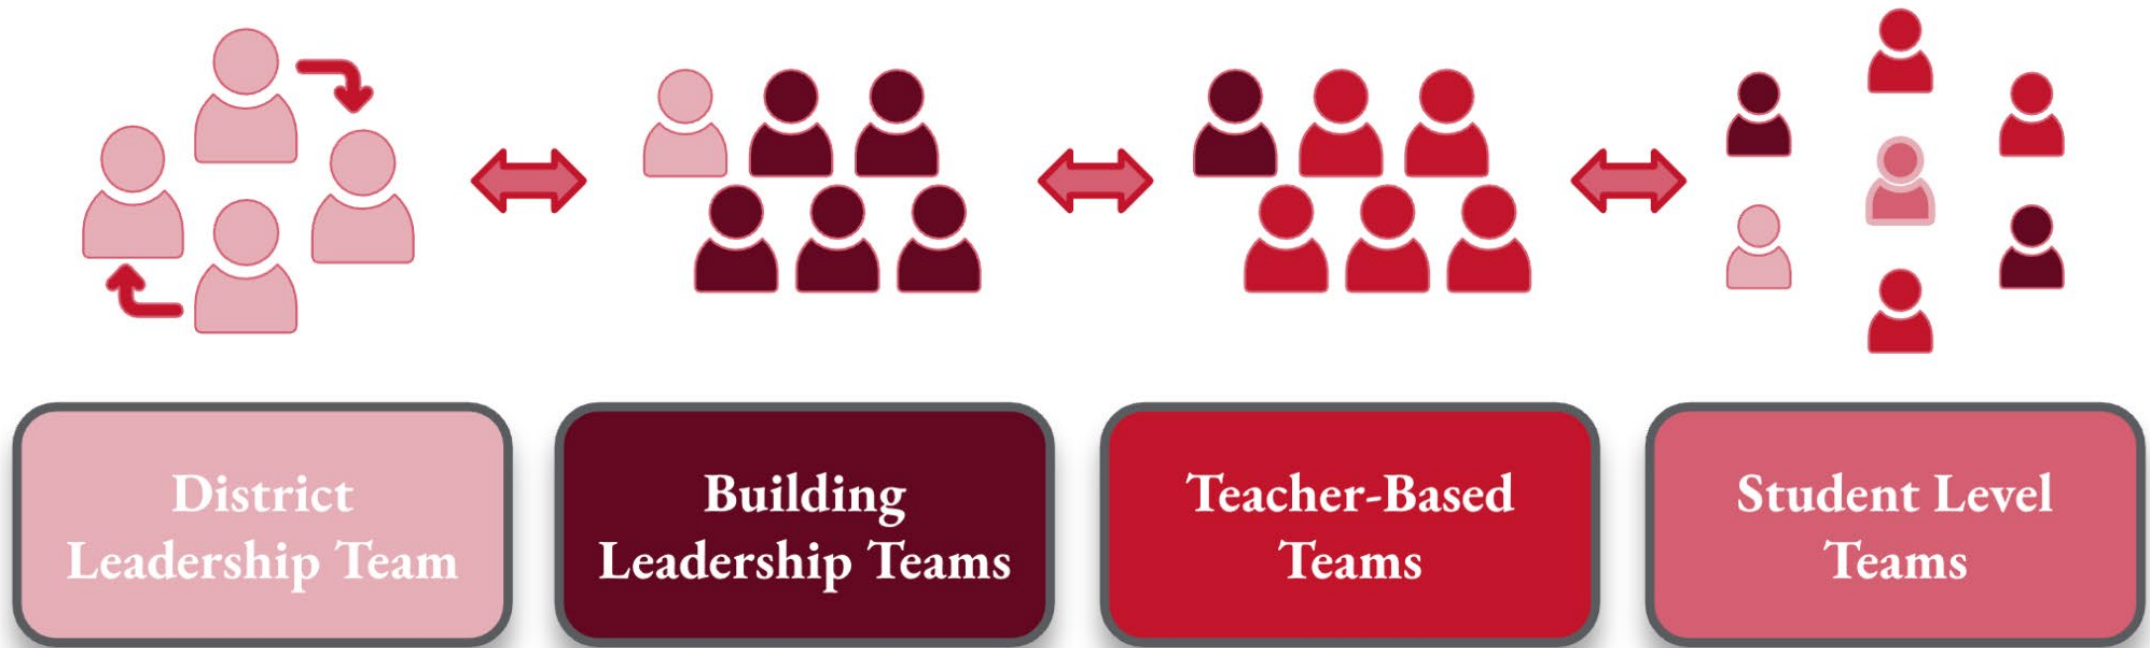 District
Leadership Team
Building
Leadership Teams
Teacher-Based
Teams
Student Level
Teams